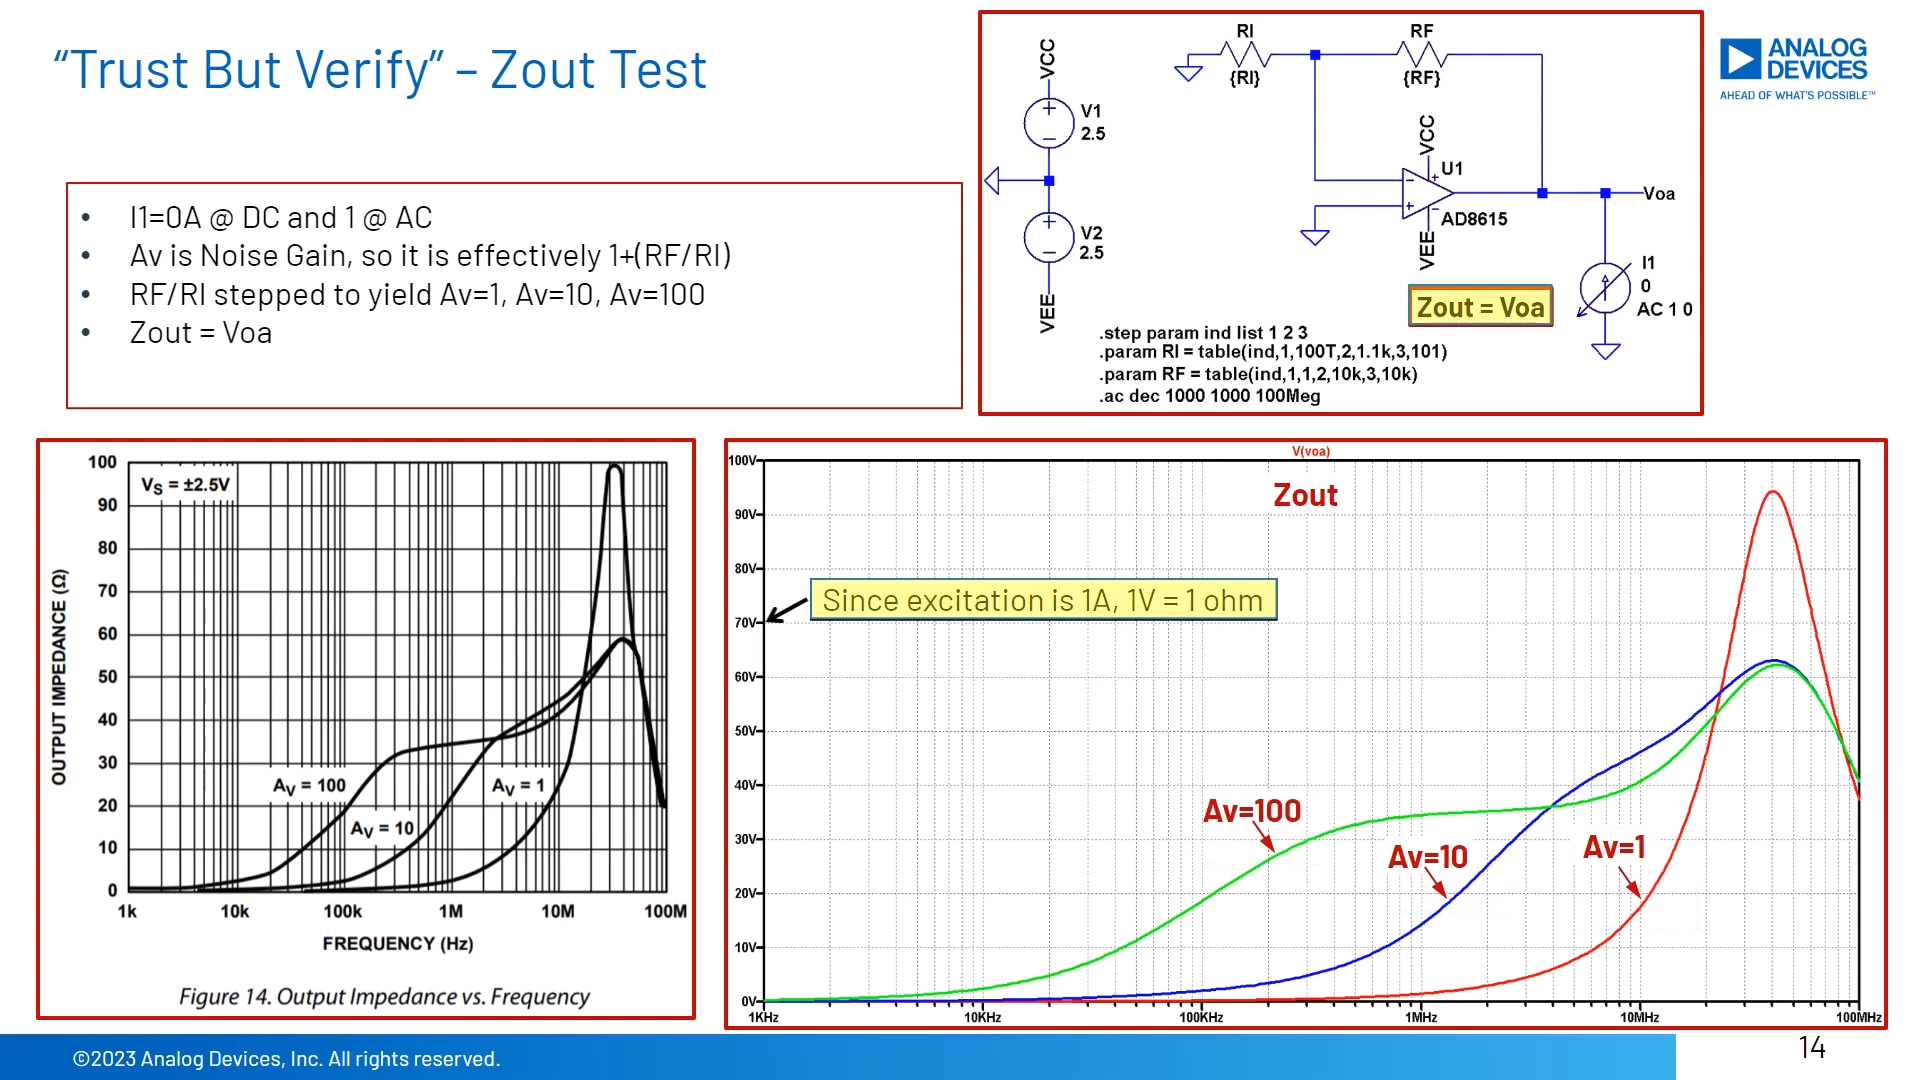 “Trust But Verify” – Zout Test
ANALOG
DEVICES
AHEAD OF WHAT'S POSSIBLE™
• I1=0A @ DC and 1 @ AC
• Av is Noise Gain, so it is effectively 1+(RF/RI)
• RF/RI stepped to yield Av=1, Av=10, Av=100
• Zout = Voa
VCC
V1
2.5
V2
2.5
VEE
RI
{RI}
RF
{RF}
VCC
U1
AD8615
VEE
Voa
I1
0
AC 1 0
Zout = Voa
.step param ind list 1 2 3
.param RI = table(ind,1,100T,2,1.1k,3,101)
.param RF = table(ind,1,1,2,10k,3,10k)
.ac dec 1000 1000 100Meg
OUTPUT IMPEDANCE (Ω)
100
90
80
70
60
50
40
30
20
10
0
VS = ±2.5V
AV = 100
AV = 10
AV = 1
1k 10k 100k 1M 10M 100M
FREQUENCY (Hz)
Figure 14. Output Impedance vs. Frequency
V(voa)
Zout
100V
90V
80V
70V
60V
50V
40V
30V
20V
10V
0V
Since excitation is 1A, 1V = 1 ohm
Av=100
Av=10
Av=1
1KHz 10KHz 100KHz 1MHz 10MHz 100MHz
©2023 Analog Devices, Inc. All rights reserved.
14